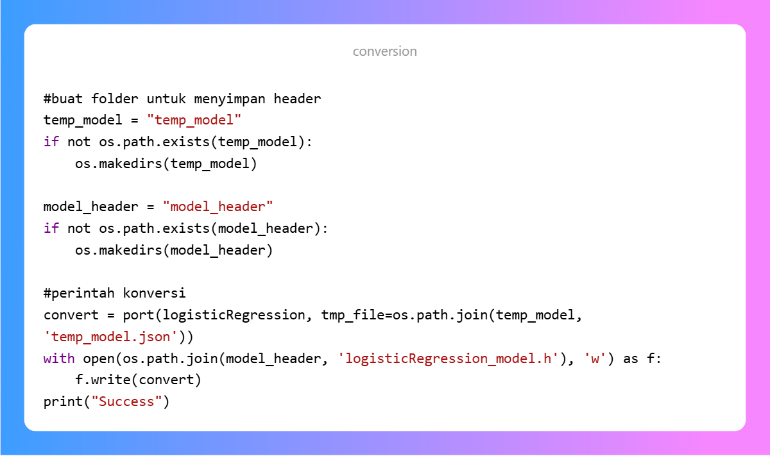 conversion
#buat folder untuk menyimpan header
temp_model = "temp_model"
if not os.path.exists(temp_model):
    os.makedirs(temp_model)
model_header = "model_header"
if not os.path.exists(model_header):
    os.makedirs(model_header)
#perintah konversi
convert = port(logisticRegression, tmp_file=os.path.join(temp_model,
'temp_model.json'))
with open(os.path.join(model_header, 'logisticRegression_model.h'), 'w') as f:
    f.write(convert)
print("Success")